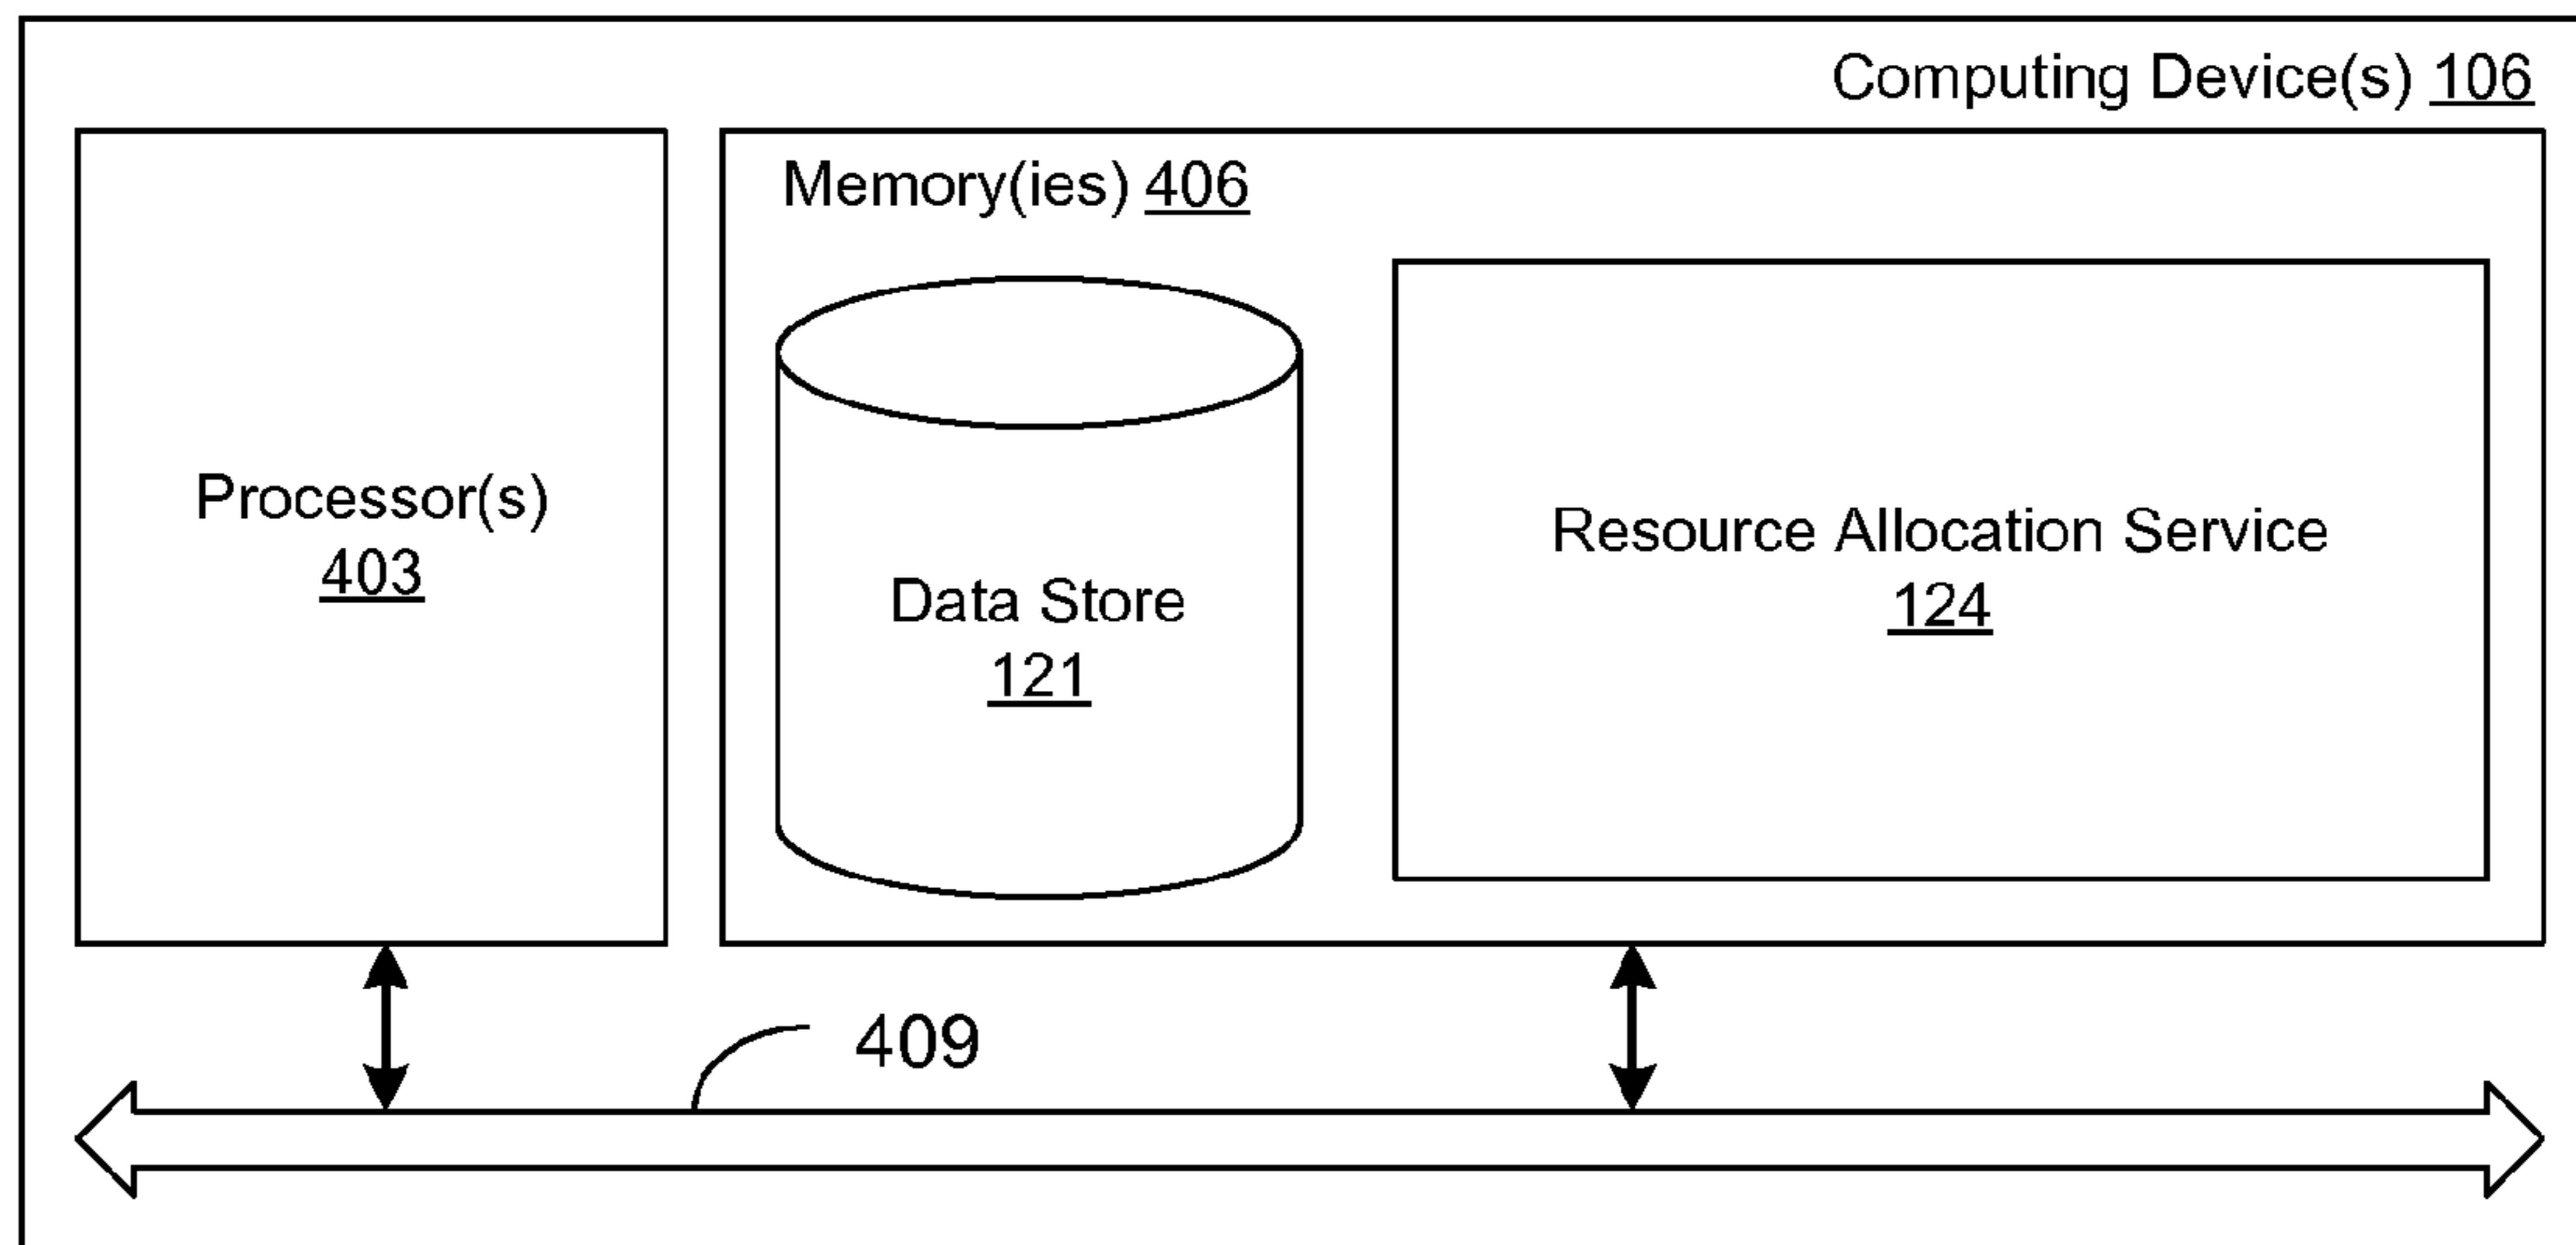 Computing Device(s) 106
Memory(ies) 406
Processor(s)
403
Data Store
121
Resource Allocation Service
124
409